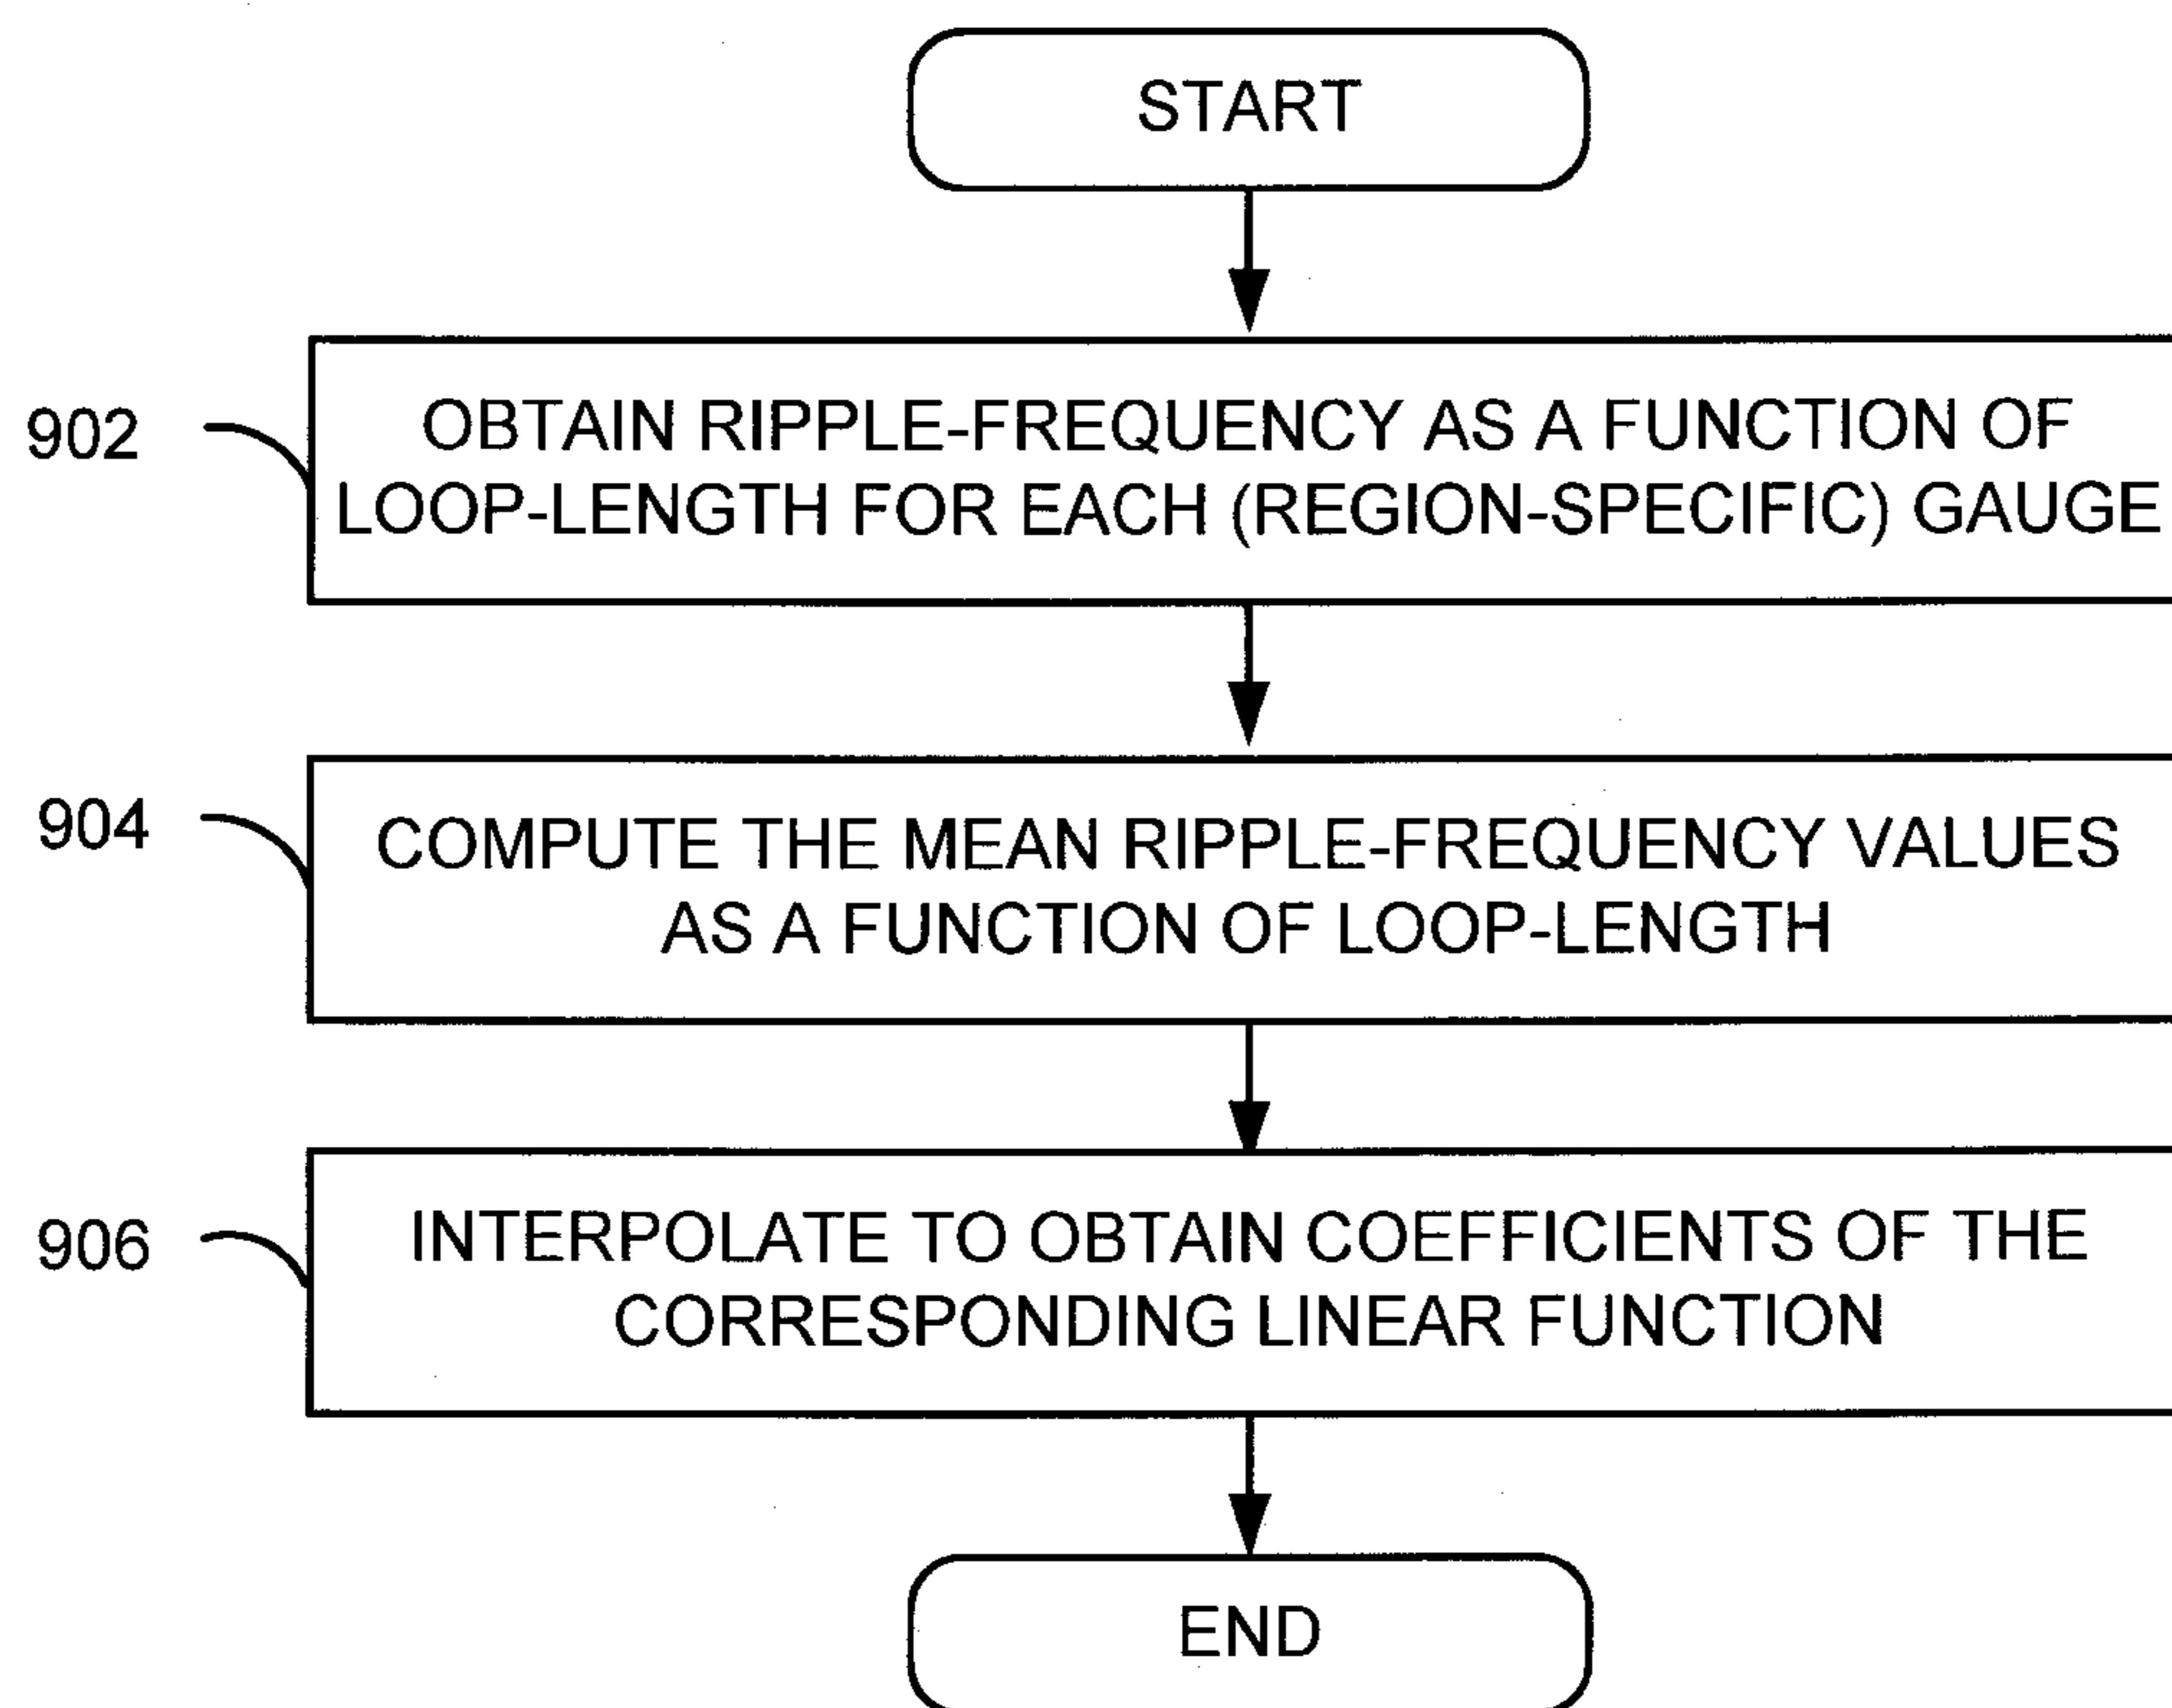 START
902
OBTAIN RIPPLE-FREQUENCY AS A FUNCTION OF
LOOP-LENGTH FOR EACH (REGION-SPECIFIC) GAUGE
904
COMPUTE THE MEAN RIPPLE-FREQUENCY VALUES
AS A FUNCTION OF LOOP-LENGTH
906
INTERPOLATE TO OBTAIN COEFFICIENTS OF THE
CORRESPONDING LINEAR FUNCTION
END